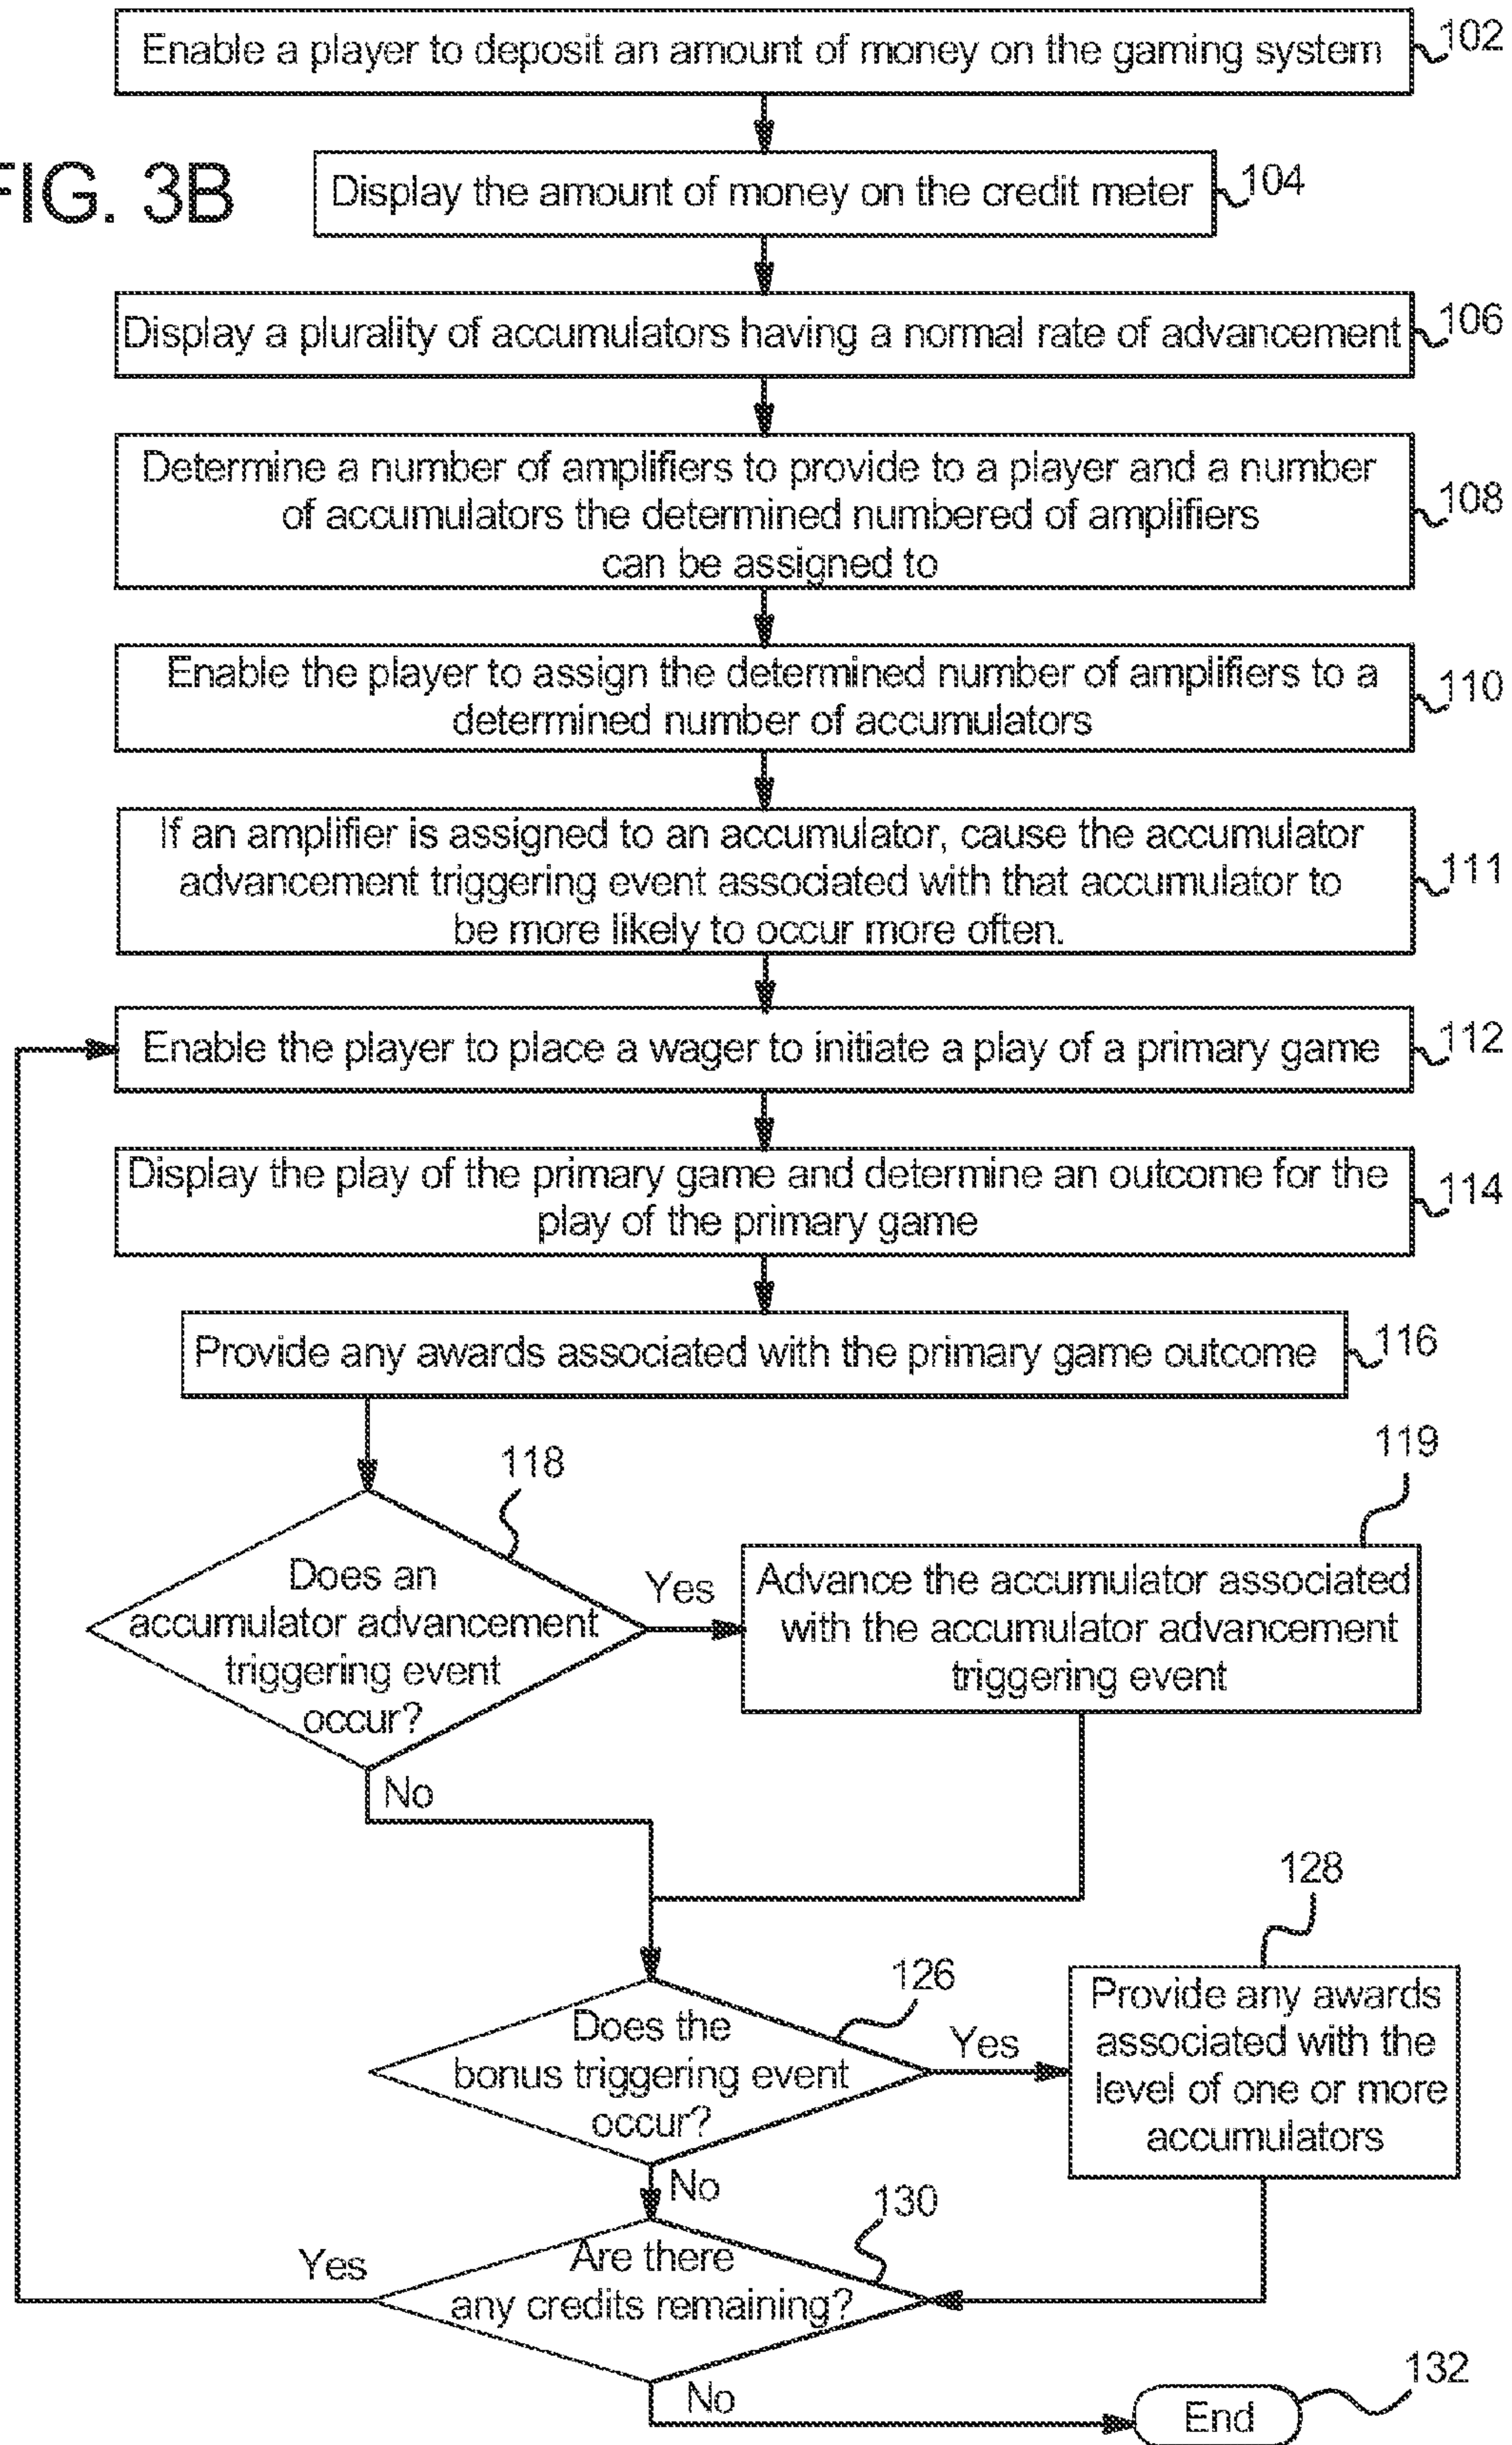 Enable a player to deposit an amount of money on the gaming system
102
FIG. 3B
Display the amount of money on the credit meter
104
Display a plurality of accumulators having a normal rate of advancement
106
Determine a number of amplifiers to provide to a player and a number
of accumulators the determined numbered of amplifiers
can be assigned to
108
Enable the player to assign the determined number of amplifiers to a
determined number of accumulators
110
If an amplifier is assigned to an accumulator, cause the accumulator
advancement triggering event associated with that accumulator to
be more likely to occur more often.
111
Enable the player to place a wager to initiate a play of a primary game
112
Display the play of the primary game and determine an outcome for the
play of the primary game
114
Provide any awards associated with the primary game outcome
116
118
Does an
accumulator advancement
triggering event
occur?
Yes
No
119
Advance the accumulator associated
with the accumulator advancement
triggering event
126
Does the
bonus triggering event
occur?
Yes
No
128
Provide any awards
associated with the
level of one or more
accumulators
130
Are there
any credits remaining?
Yes
No
End
132